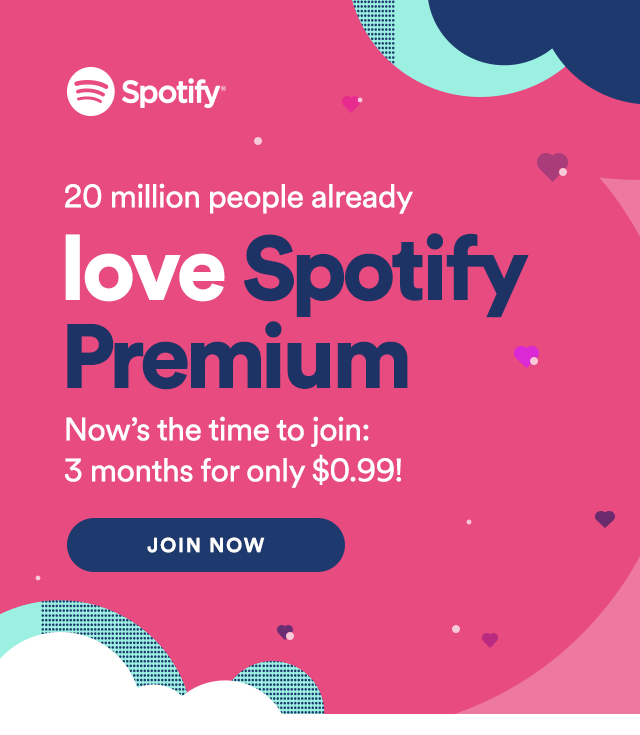 Spotify®
20 million people already
love Spotify
Premium
Now’s the time to join:
3 months for only $0.99!
JOIN NOW